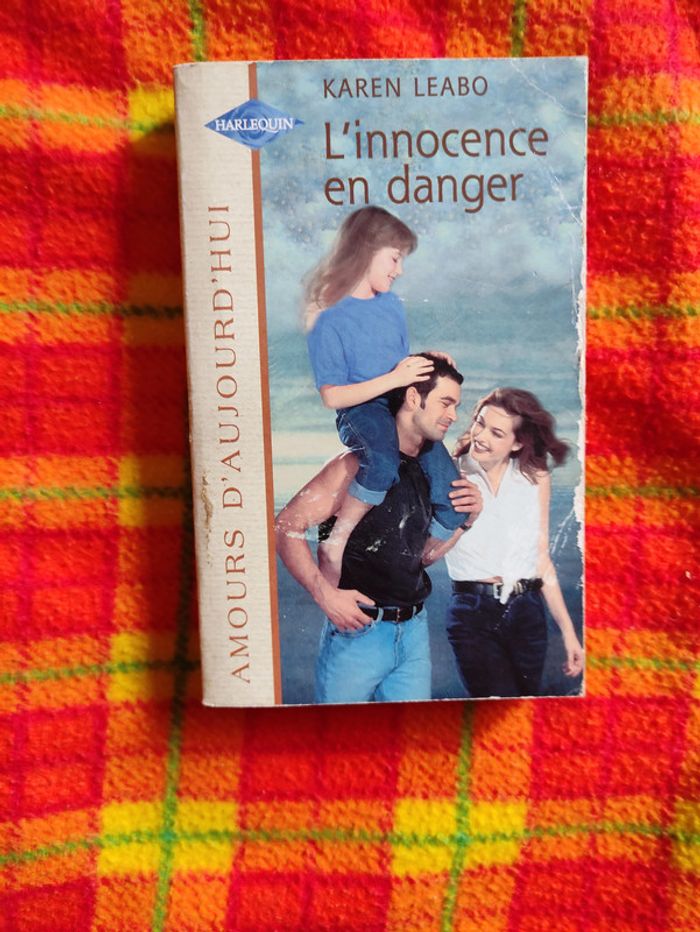 KAREN LEABO
HARLEQUIN
L'innocence
en danger
AMOURS D'AUJOURD'HUI